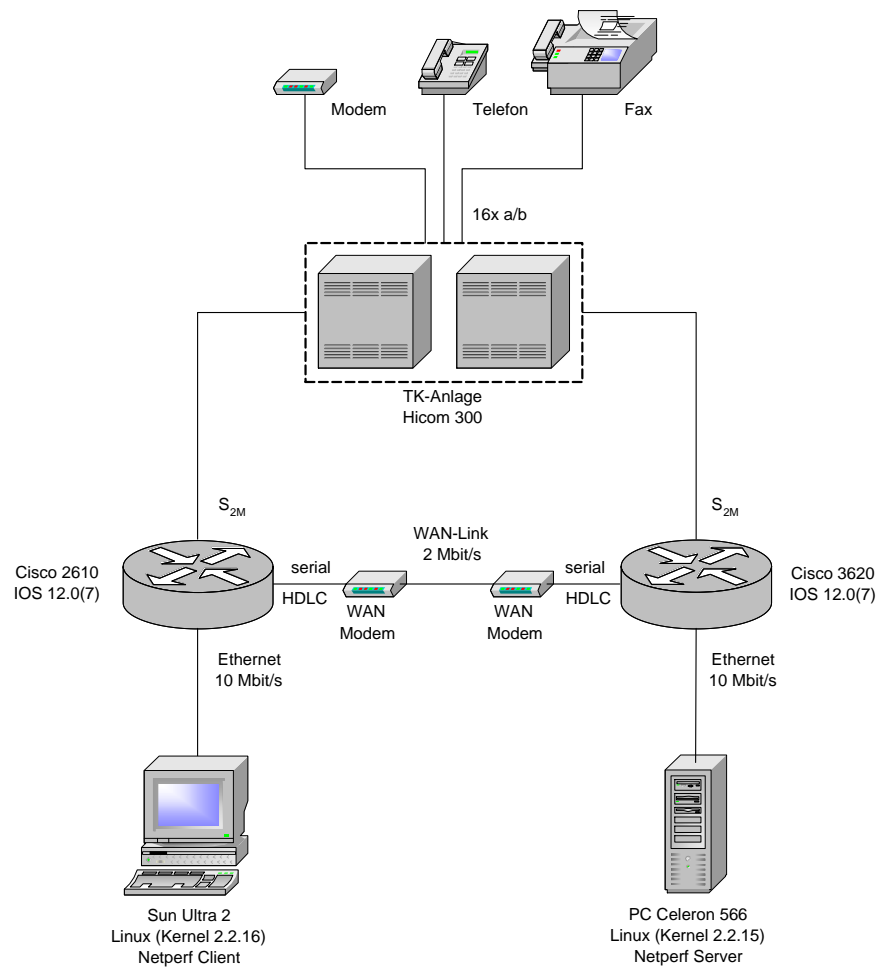 Modem
Telefon
Fax
16x a/b
TK-Anlage
Hicom 300
S2M
S2M
WAN-Link
2 Mbit/s
Cisco 2610
IOS 12.0(7)
serial
HDLC
WAN
Modem
WAN
Modem
serial
HDLC
Cisco 3620
IOS 12.0(7)
Ethernet
10 Mbit/s
Ethernet
10 Mbit/s
Sun Ultra 2
Linux (Kernel 2.2.16)
Netperf Client
PC Celeron 566
Linux (Kernel 2.2.15)
Netperf Server